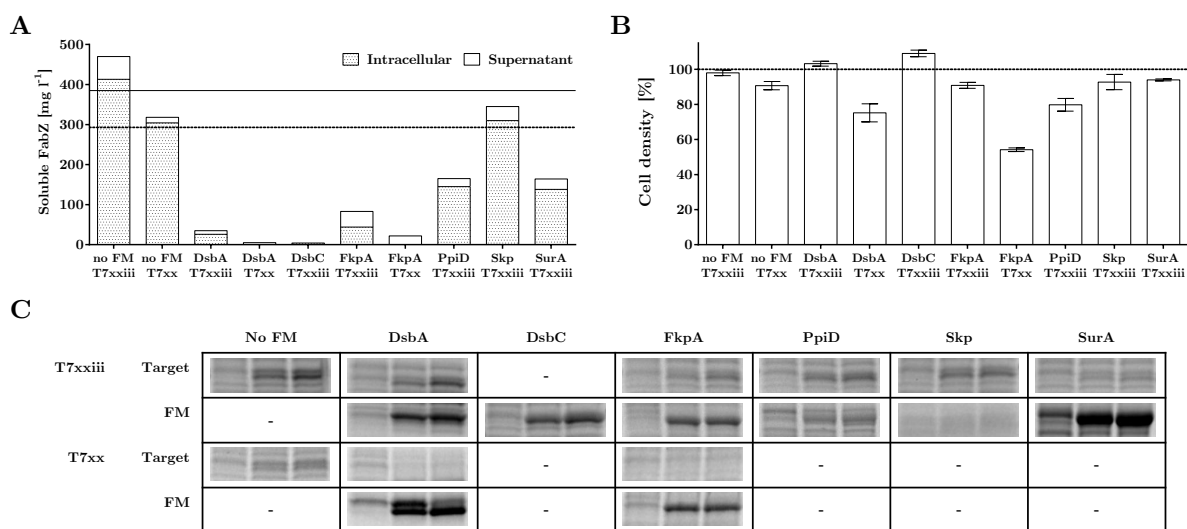 A
B
500
400
300
200
100
0
Soluble FabZ [mg l⁻¹]
Intracellular
Supernatant
no FM
T7xxiii
no FM
T7xx
DsbA
T7xxiii
DsbA
T7xx
DsbC
T7xxiii
FkpA
T7xxiii
FkpA
T7xx
PpiD
T7xxiii
Skp
T7xxiii
SurA
T7xxiii
100
80
60
40
20
0
Cell density [%]
no FM
T7xxiii
no FM
T7xx
DsbA
T7xxiii
DsbA
T7xx
DsbC
T7xxiii
FkpA
T7xxiii
FkpA
T7xx
PpiD
T7xxiii
Skp
T7xxiii
SurA
T7xxiii
C
No FM DsbA DsbC FkpA PpiD Skp SurA
T7xxiii Target -
FM -
T7xx Target - - - -
FM - - - - -